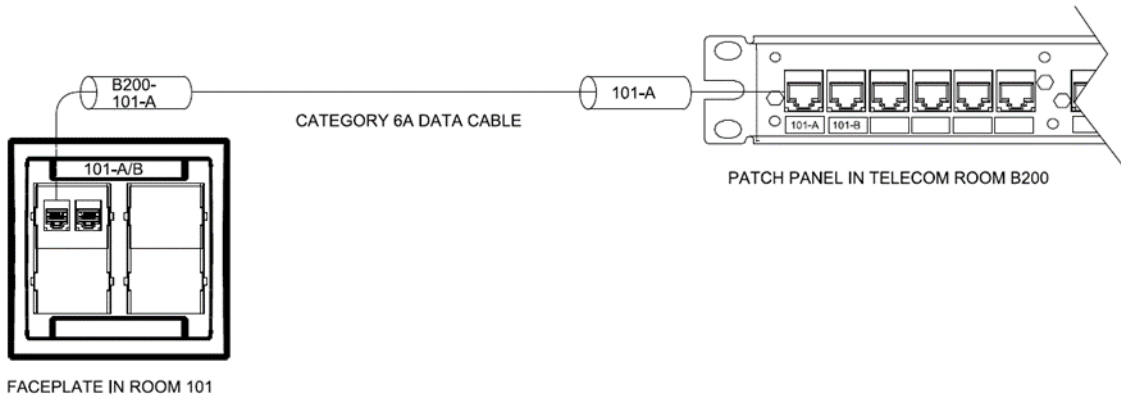 B200-
101-A
101-A
CATEGORY 6A DATA CABLE
101-A 101-B
101-A/B
PATCH PANEL IN TELECOM ROOM B200
FACEPLATE IN ROOM 101